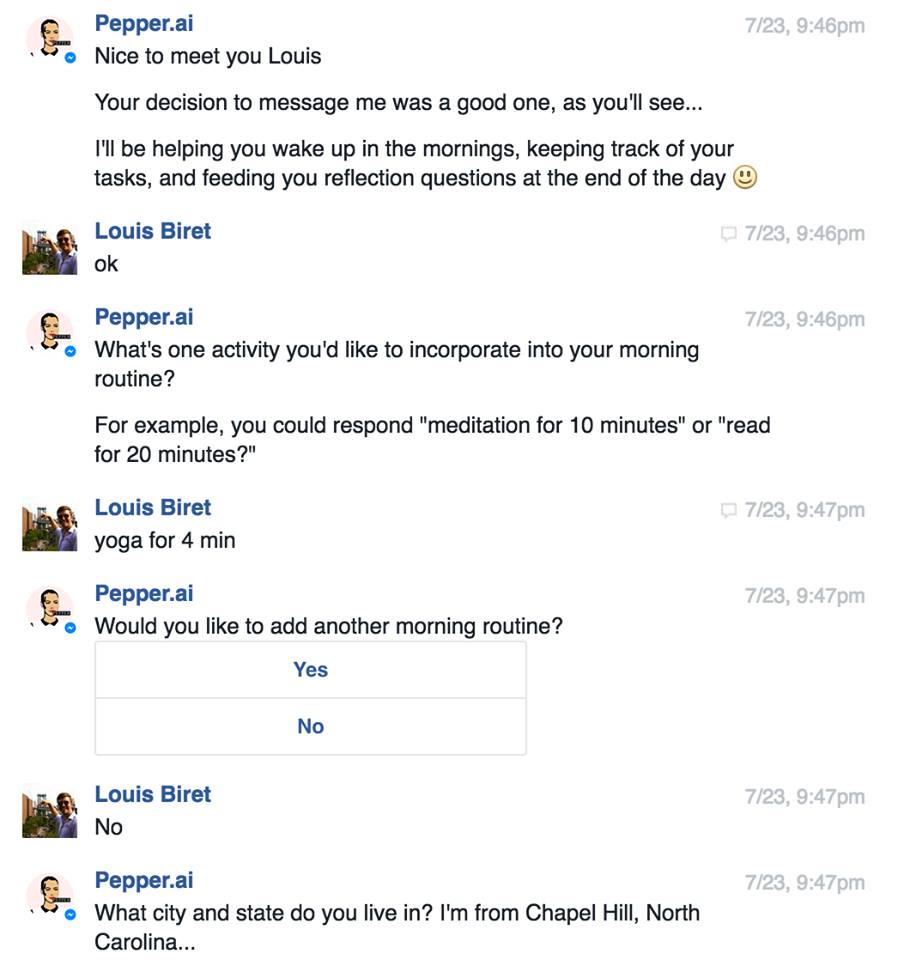 Pepper.ai
7/23, 9:46pm
Nice to meet you Louis
Your decision to message me was a good one, as you'll see...
I'll be helping you wake up in the mornings, keeping track of your
tasks, and feeding you reflection questions at the end of the day 🙂
Louis Biret
7/23, 9:46pm
ok
Pepper.ai
7/23, 9:46pm
What's one activity you'd like to incorporate into your morning
routine?
For example, you could respond "meditation for 10 minutes" or "read
for 20 minutes?"
Louis Biret
7/23, 9:47pm
yoga for 4 min
Pepper.ai
7/23, 9:47pm
Would you like to add another morning routine?
Yes
No
Louis Biret
7/23, 9:47pm
No
Pepper.ai
7/23, 9:47pm
What city and state do you live in? I'm from Chapel Hill, North
Carolina...